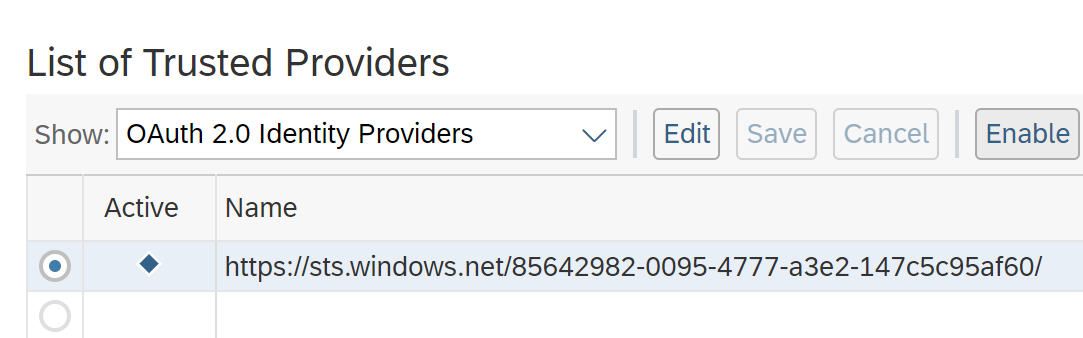 List of Trusted Providers
Show: OAuth 2.0 Identity Providers Edit Save Cancel Enable
Active Name
https://sts.windows.net/85642982-0095-4777-a3e2-147c5c95af60/